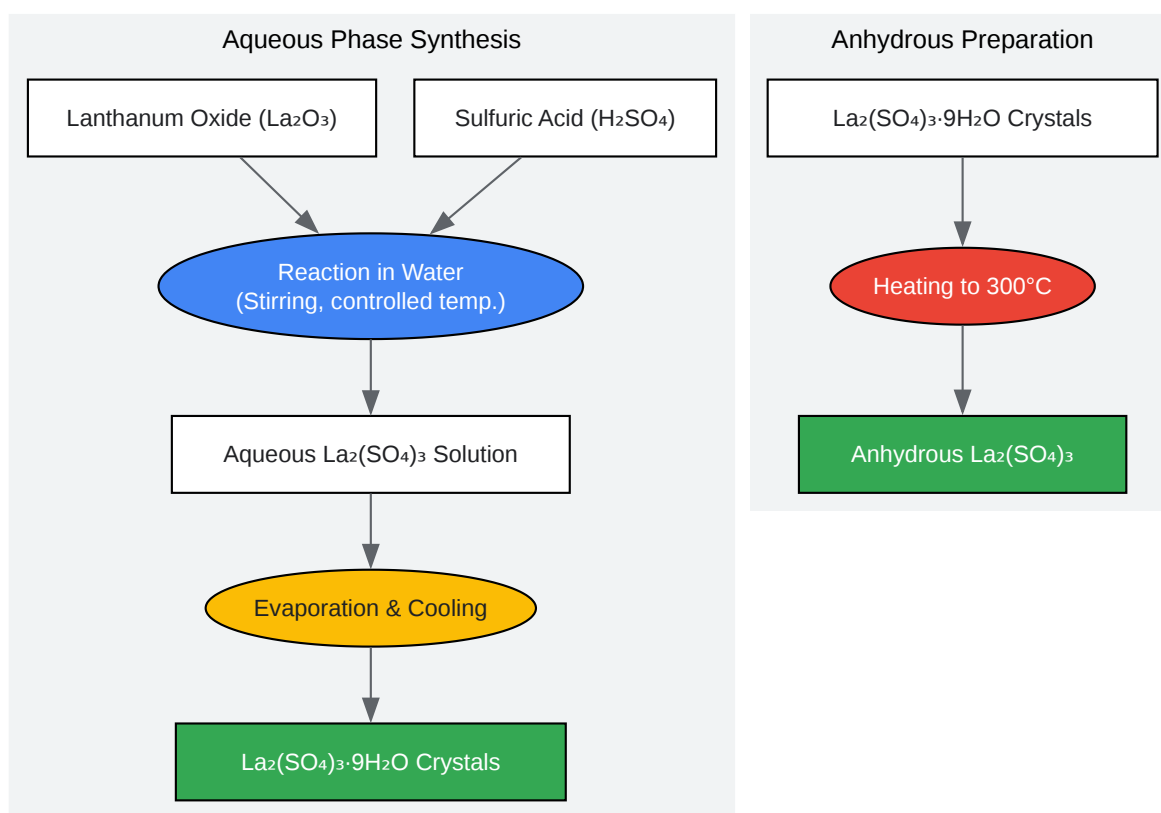 Aqueous Phase Synthesis
Lanthanum Oxide (La₂O₃)
Sulfuric Acid (H₂SO₄)
Reaction in Water
(Stirring, controlled temp.)
Aqueous La₂(SO₄)₃ Solution
Evaporation & Cooling
La₂(SO₄)₃·9H₂O Crystals
Anhydrous Preparation
La₂(SO₄)₃·9H₂O Crystals
Heating to 300°C
Anhydrous La₂(SO₄)₃